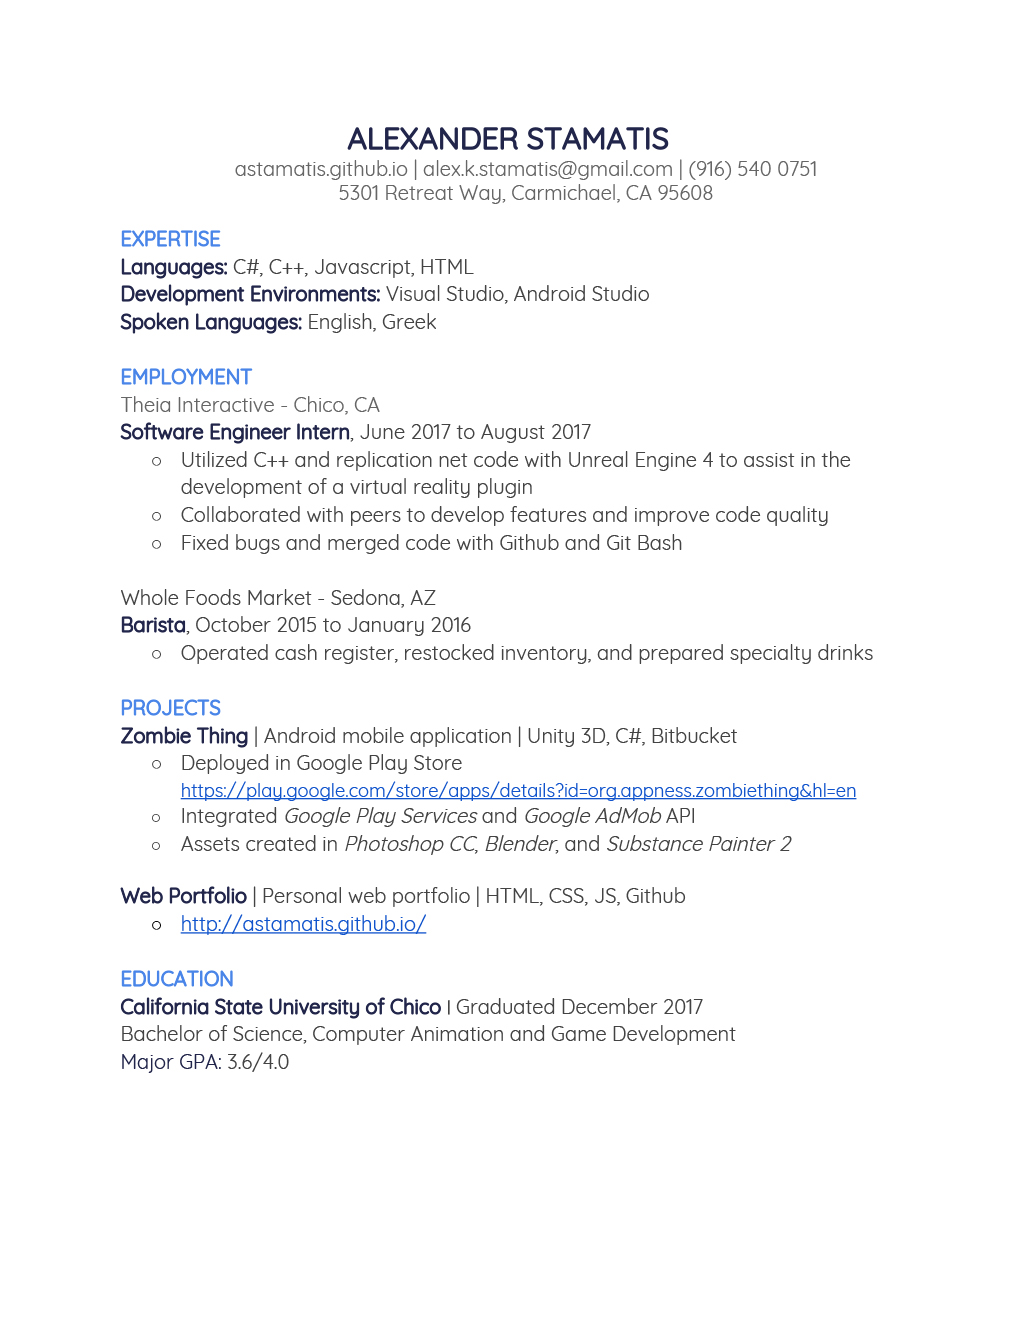 ALEXANDER STAMATIS
astamatis.github.io | alex.k.stamatis@gmail.com | (916) 540 0751
5301 Retreat Way, Carmichael, CA 95608
EXPERTISE
Languages: C#, C++, Javascript, HTML
Development Environments: Visual Studio, Android Studio
Spoken Languages: English, Greek
EMPLOYMENT
Theia Interactive - Chico, CA
Software Engineer Intern, June 2017 to August 2017
○ Utilized C++ and replication net code with Unreal Engine 4 to assist in the
development of a virtual reality plugin
○ Collaborated with peers to develop features and improve code quality
○ Fixed bugs and merged code with Github and Git Bash
Whole Foods Market - Sedona, AZ
Barista, October 2015 to January 2016
○ Operated cash register, restocked inventory, and prepared specialty drinks
PROJECTS
Zombie Thing | Android mobile application | Unity 3D, C#, Bitbucket
○ Deployed in Google Play Store
https://play.google.com/store/apps/details?id=org.appness.zombiething&hl=en
○ Integrated Google Play Services and Google AdMob API
○ Assets created in Photoshop CC, Blender, and Substance Painter 2
Web Portfolio | Personal web portfolio | HTML, CSS, JS, Github
○ http://astamatis.github.io/
EDUCATION
California State University of Chico | Graduated December 2017
Bachelor of Science, Computer Animation and Game Development
Major GPA: 3.6/4.0